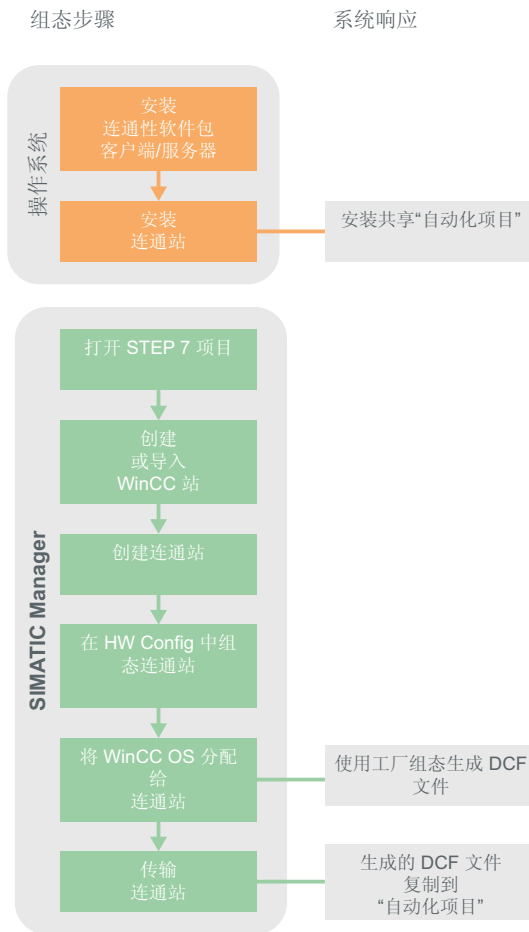 组态步骤
系统响应
操作系统
安装
连通性软件包
客户端/服务器
安装
连通站
安装共享“自动化项目”
SIMATIC Manager
打开 STEP 7 项目
创建
或导入
WinCC 站
创建连通站
在 HW Config 中组
态连通站
将 WinCC OS 分配
给
连通站
使用工厂组态生成 DCF
文件
传输
连通站
生成的 DCF 文件
复制到
“自动化项目”